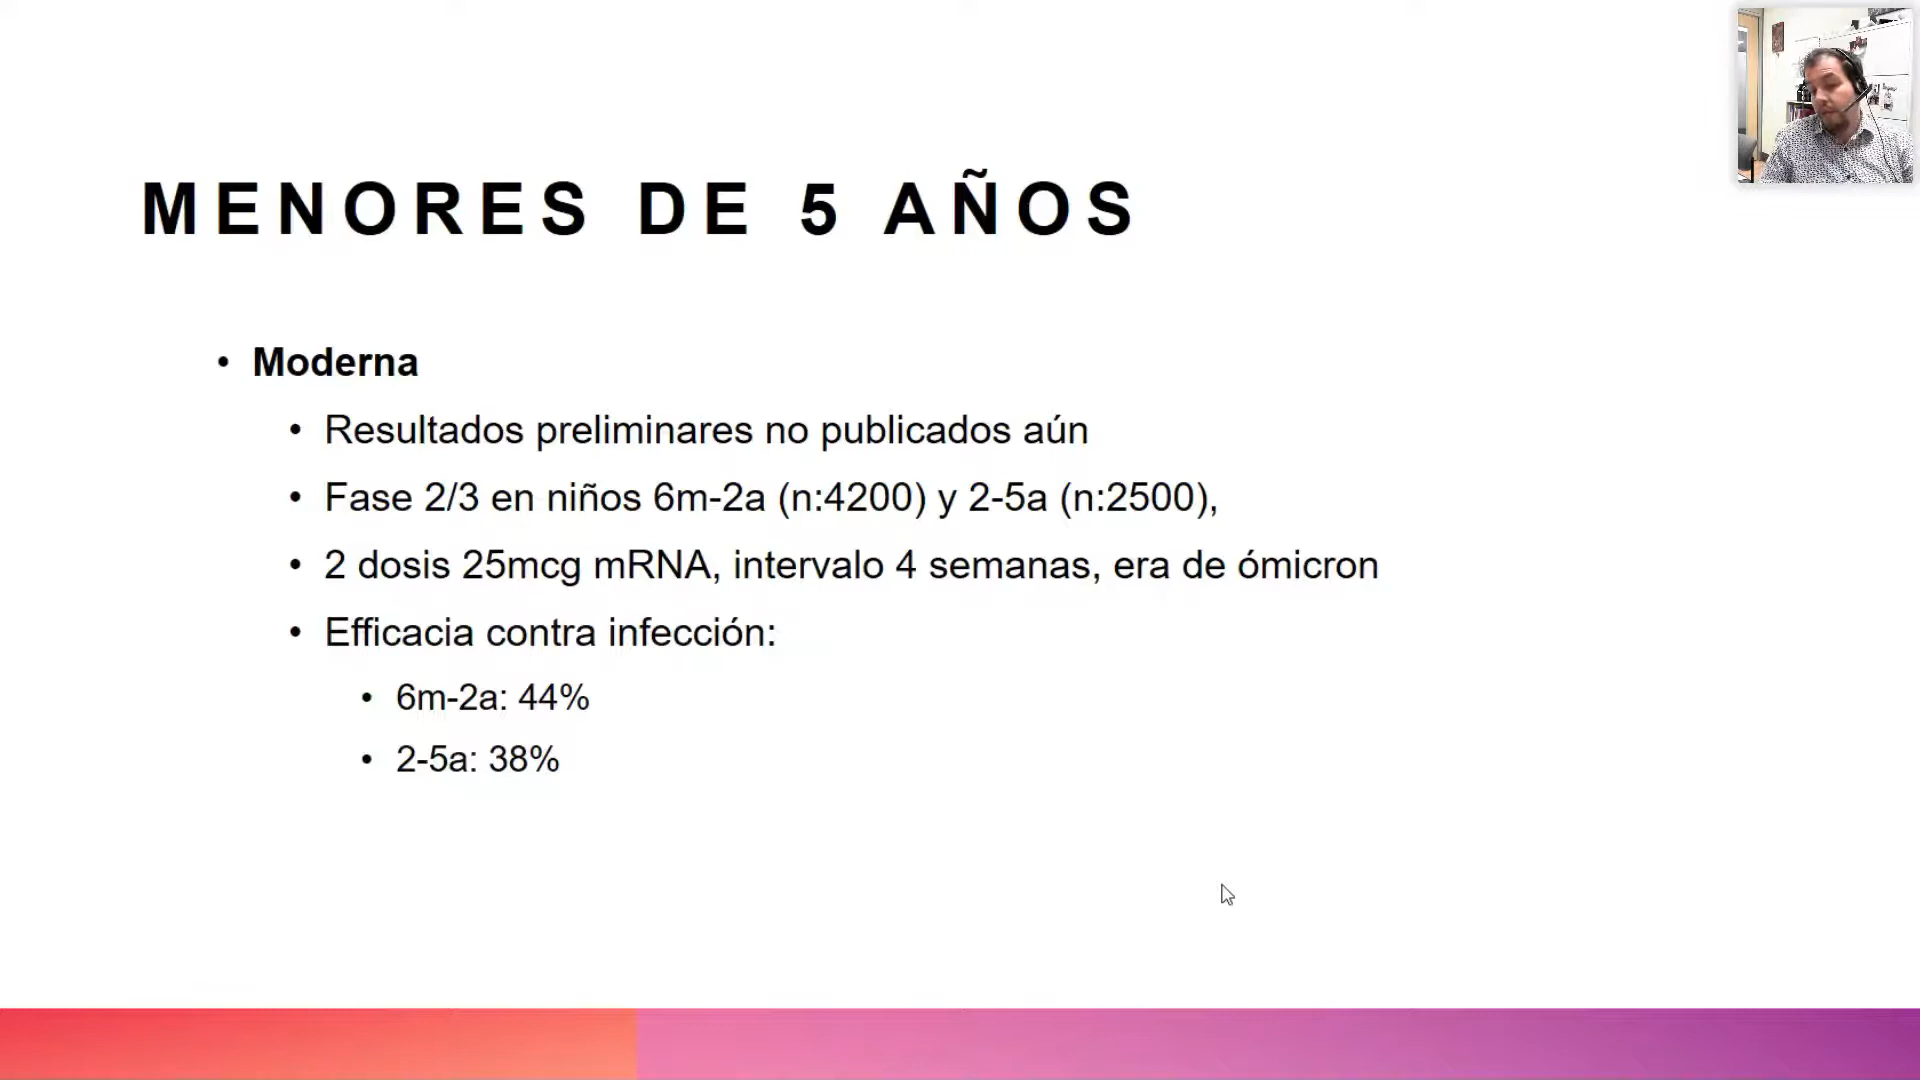 MENORES DE 5 AÑOS
• Moderna
• Resultados preliminares no publicados aún
• Fase 2/3 en niños 6m-2a (n:4200) y 2-5a (n:2500),
• 2 dosis 25mcg mRNA, intervalo 4 semanas, era de ómicron
• Efficacia contra infección:
• 6m-2a: 44%
• 2-5a: 38%